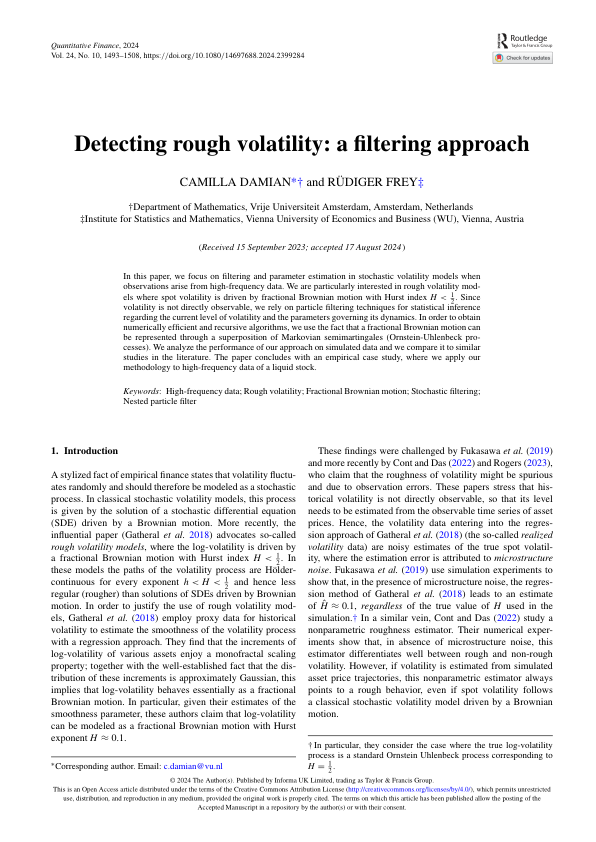 Quantitative Finance, 2024
Vol. 24, No. 10, 1493–1508, https://doi.org/10.1080/14697688.2024.2399284
Routledge
Taylor & Francis Group
Check for updates
Detecting rough volatility: a filtering approach
CAMILLA DAMIAN*† and RÜDIGER FREY‡
†Department of Mathematics, Vrije Universiteit Amsterdam, Amsterdam, Netherlands
‡Institute for Statistics and Mathematics, Vienna University of Economics and Business (WU), Vienna, Austria
(Received 15 September 2023; accepted 17 August 2024)
In this paper, we focus on filtering and parameter estimation in stochastic volatility models when
observations arise from high-frequency data. We are particularly interested in rough volatility mod-
els where spot volatility is driven by fractional Brownian motion with Hurst index H < 1/2. Since
volatility is not directly observable, we rely on particle filtering techniques for statistical inference
regarding the current level of volatility and the parameters governing its dynamics. In order to obtain
numerically efficient and recursive algorithms, we use the fact that a fractional Brownian motion can
be represented through a superposition of Markovian semimartingales (Ornstein-Uhlenbeck pro-
cesses). We analyze the performance of our approach on simulated data and we compare it to similar
studies in the literature. The paper concludes with an empirical case study, where we apply our
methodology to high-frequency data of a liquid stock.
Keywords: High-frequency data; Rough volatility; Fractional Brownian motion; Stochastic filtering;
Nested particle filter
1. Introduction
A stylized fact of empirical finance states that volatility fluctu-
ates randomly and should therefore be modeled as a stochastic
process. In classical stochastic volatility models, this process
is given by the solution of a stochastic differential equation
(SDE) driven by a Brownian motion. More recently, the
influential paper (Gatheral et al. 2018) advocates so-called
rough volatility models, where the log-volatility is driven by
a fractional Brownian motion with Hurst index H < 1/2. In
these models the paths of the volatility process are Hölder-
continuous for every exponent h < H < 1/2 and hence less
regular (rougher) than solutions of SDEs driven by Brownian
motion. In order to justify the use of rough volatility mod-
els, Gatheral et al. (2018) employ proxy data for historical
volatility to estimate the smoothness of the volatility process
with a regression approach. They find that the increments of
log-volatility of various assets enjoy a monofractal scaling
property; together with the well-established fact that the dis-
tribution of these increments is approximately Gaussian, this
implies that log-volatility behaves essentially as a fractional
Brownian motion. In particular, given their estimates of the
smoothness parameter, these authors claim that log-volatility
can be modeled as a fractional Brownian motion with Hurst
exponent H ≈ 0.1.
*Corresponding author. Email: c.damian@vu.nl
These findings were challenged by Fukasawa et al. (2019)
and more recently by Cont and Das (2022) and Rogers (2023),
who claim that the roughness of volatility might be spurious
and due to observation errors. These papers stress that his-
torical volatility is not directly observable, so that its level
needs to be estimated from the observable time series of asset
prices. Hence, the volatility data entering into the regres-
sion approach of Gatheral et al. 2018) (the so-called realized
volatility data) are noisy estimates of the true spot volatil-
ity, where the estimation error is attributed to microstructure
noise. Fukasawa et al. (2019) use simulation experiments to
show that, in the presence of microstructure noise, the regres-
sion method of Gatheral et al. (2018) leads to an estimate
of Ĥ ≈ 0.1, regardless of the true value of H used in the
simulation.† In a similar vein, Cont and Das (2022) study a
nonparametric roughness estimator. Their numerical experi-
ments show that, in absence of microstructure noise, this
estimator differentiates well between rough and non-rough
volatility. However, if volatility is estimated from simulated
asset price trajectories, this nonparametric estimator always
points to a rough behavior, even if spot volatility follows
a classical stochastic volatility model driven by a Brownian
motion.
† In particular, they consider the case where the true log-volatility
process is a standard Ornstein Uhlenbeck process corresponding to
H = 1/2.
© 2024 The Author(s). Published by Informa UK Limited, trading as Taylor & Francis Group.
This is an Open Access article distributed under the terms of the Creative Commons Attribution License (http://creativecommons.org/licenses/by/4.0/), which permits unrestricted
use, distribution, and reproduction in any medium, provided the original work is properly cited. The terms on which this article has been published allow the posting of the
Accepted Manuscript in a repository by the author(s) or with their consent.